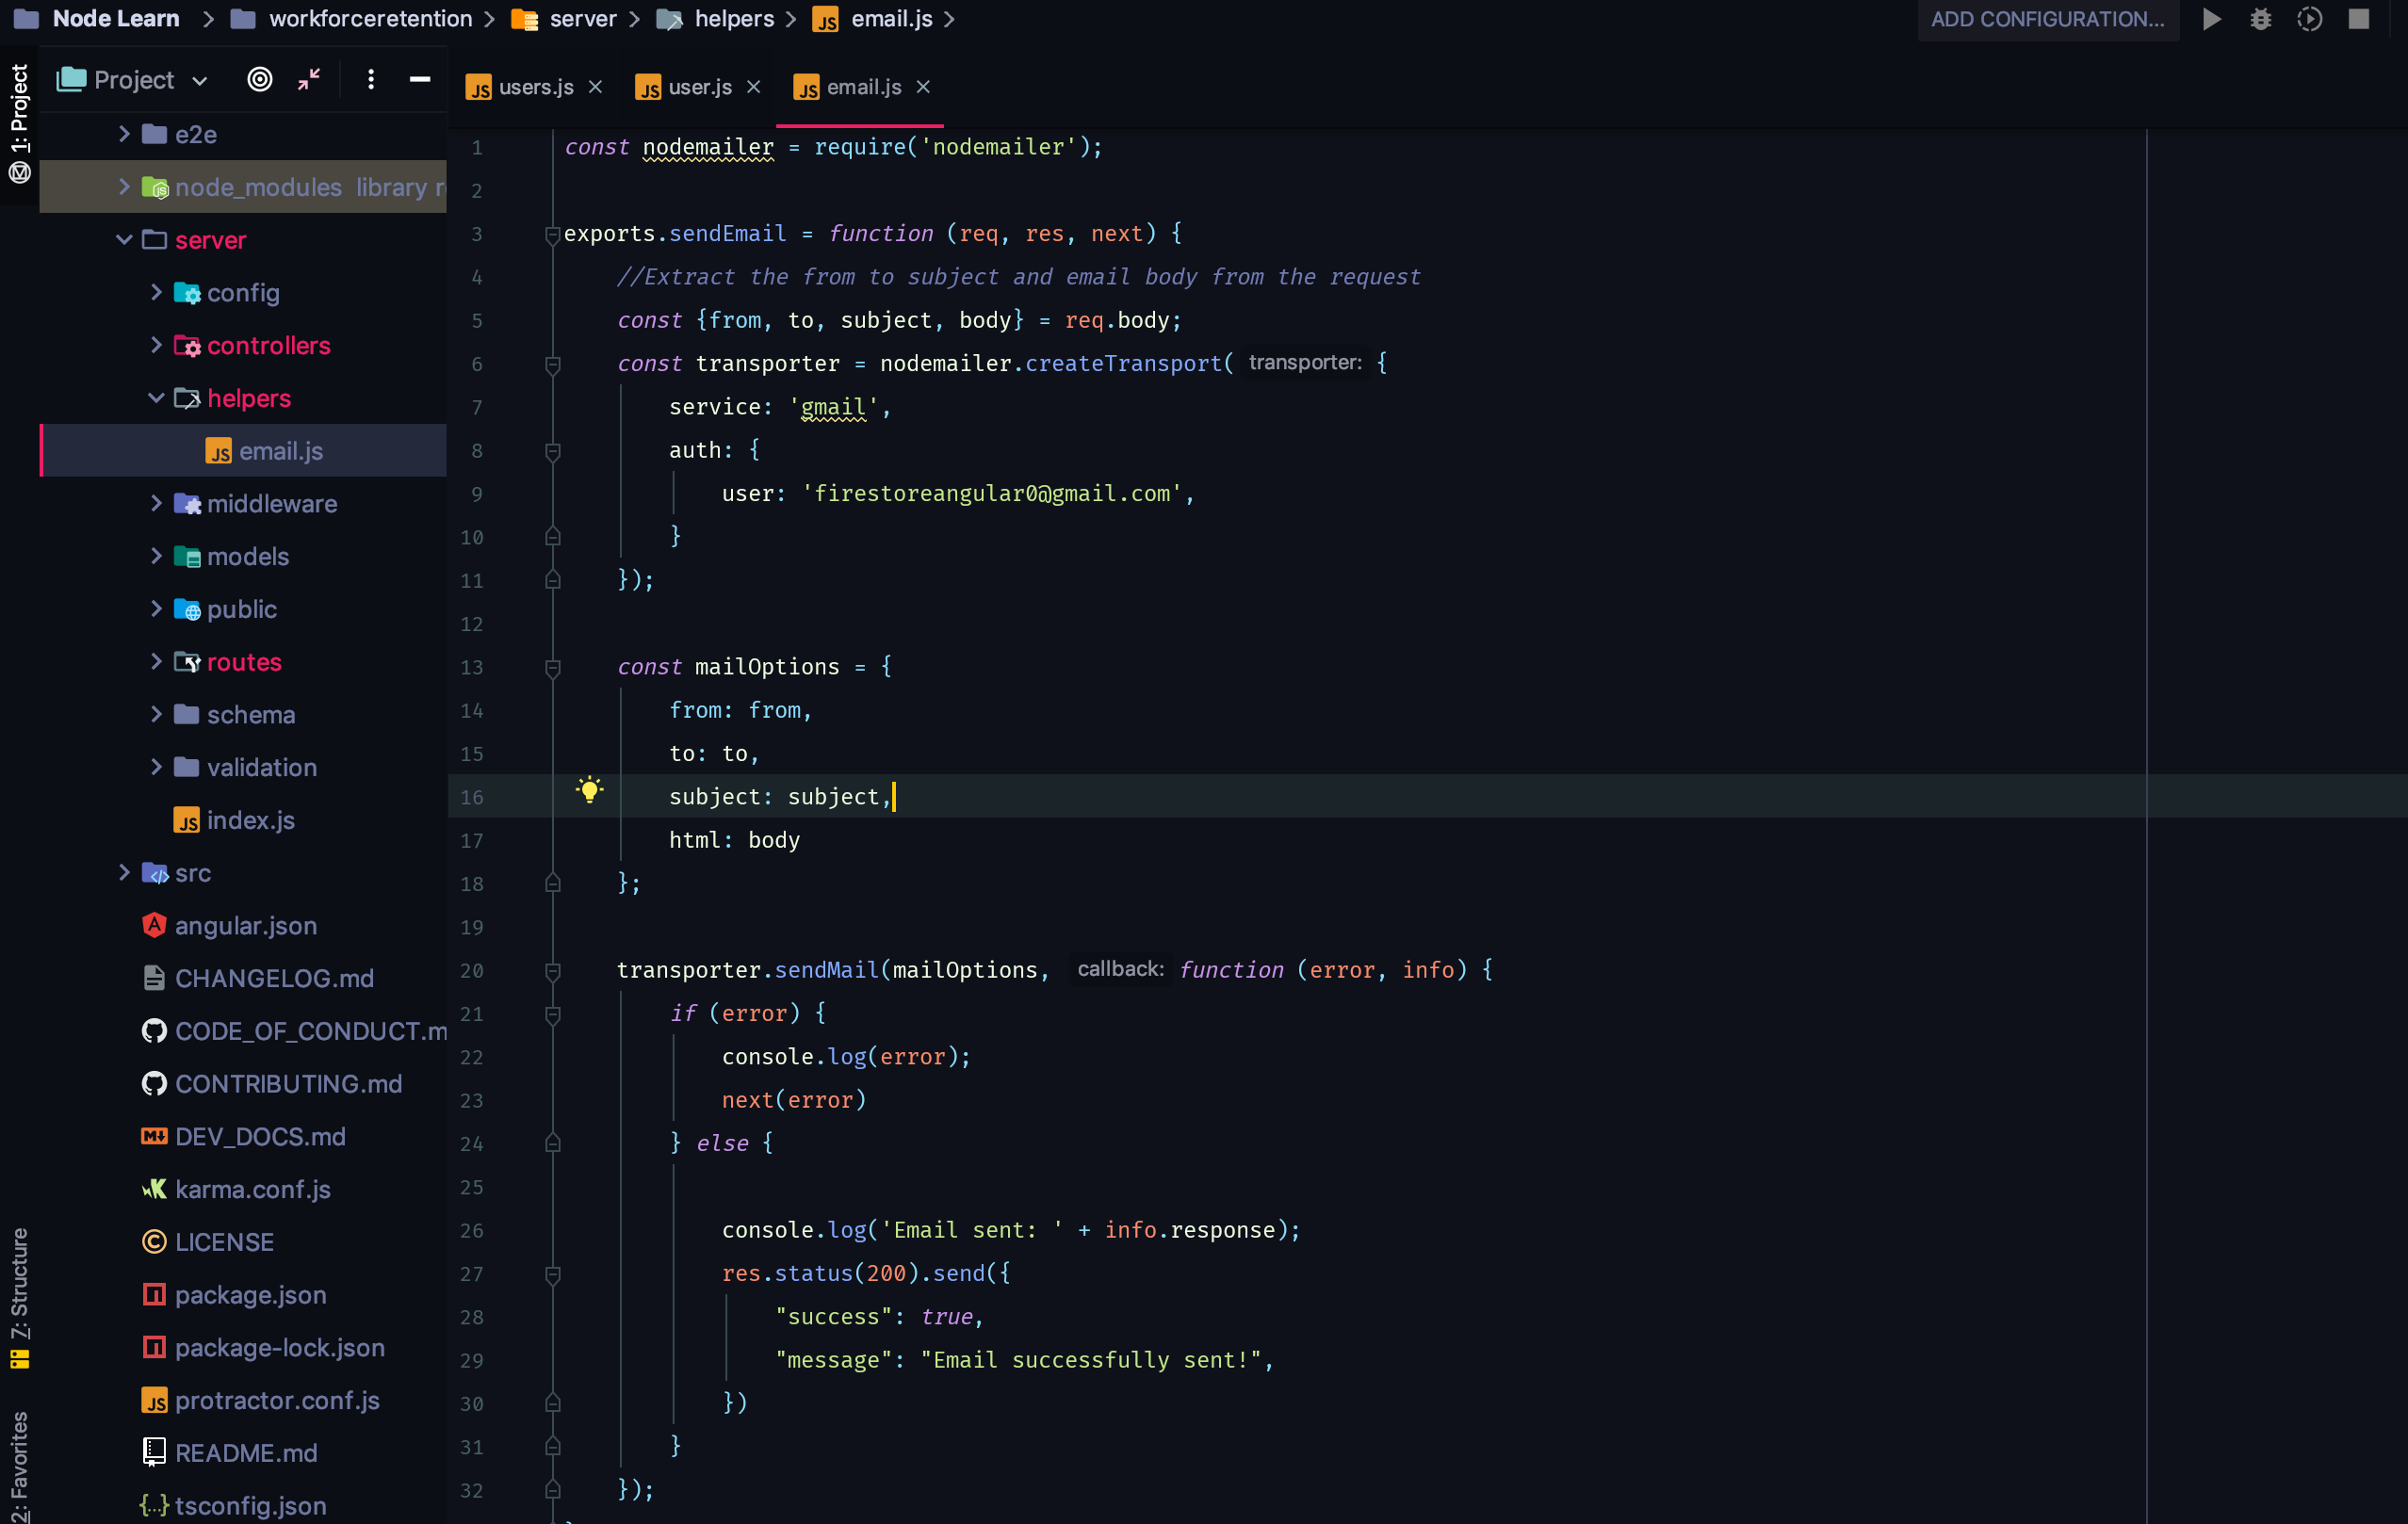 Node Learn > workforceretention > server > helpers > email.js >
ADD CONFIGURATION...
1: Project
Project
users.js
user.js
email.js
e2e
node_modules library r
server
config
controllers
helpers
email.js
middleware
models
public
routes
schema
validation
index.js
src
angular.json
CHANGELOG.md
CODE_OF_CONDUCT.m
CONTRIBUTING.md
DEV_DOCS.md
karma.conf.js
LICENSE
package.json
package-lock.json
protractor.conf.js
README.md
tsconfig.json
7: Structure
2: Favorites
1 const nodemailer = require('nodemailer');
2
3 exports.sendEmail = function (req, res, next) {
4 //Extract the from to subject and email body from the request
5 const {from, to, subject, body} = req.body;
6 const transporter = nodemailer.createTransport( transporter: {
7 service: 'gmail',
8 auth: {
9 user: 'firestoreangular0@gmail.com',
10 }
11 });
12
13 const mailOptions = {
14 from: from,
15 to: to,
16 subject: subject,
17 html: body
18 };
19
20 transporter.sendMail(mailOptions, callback: function (error, info) {
21 if (error) {
22 console.log(error);
23 next(error)
24 } else {
25
26 console.log('Email sent: ' + info.response);
27 res.status(200).send({
28 "success": true,
29 "message": "Email successfully sent!",
30 })
31 }
32 });